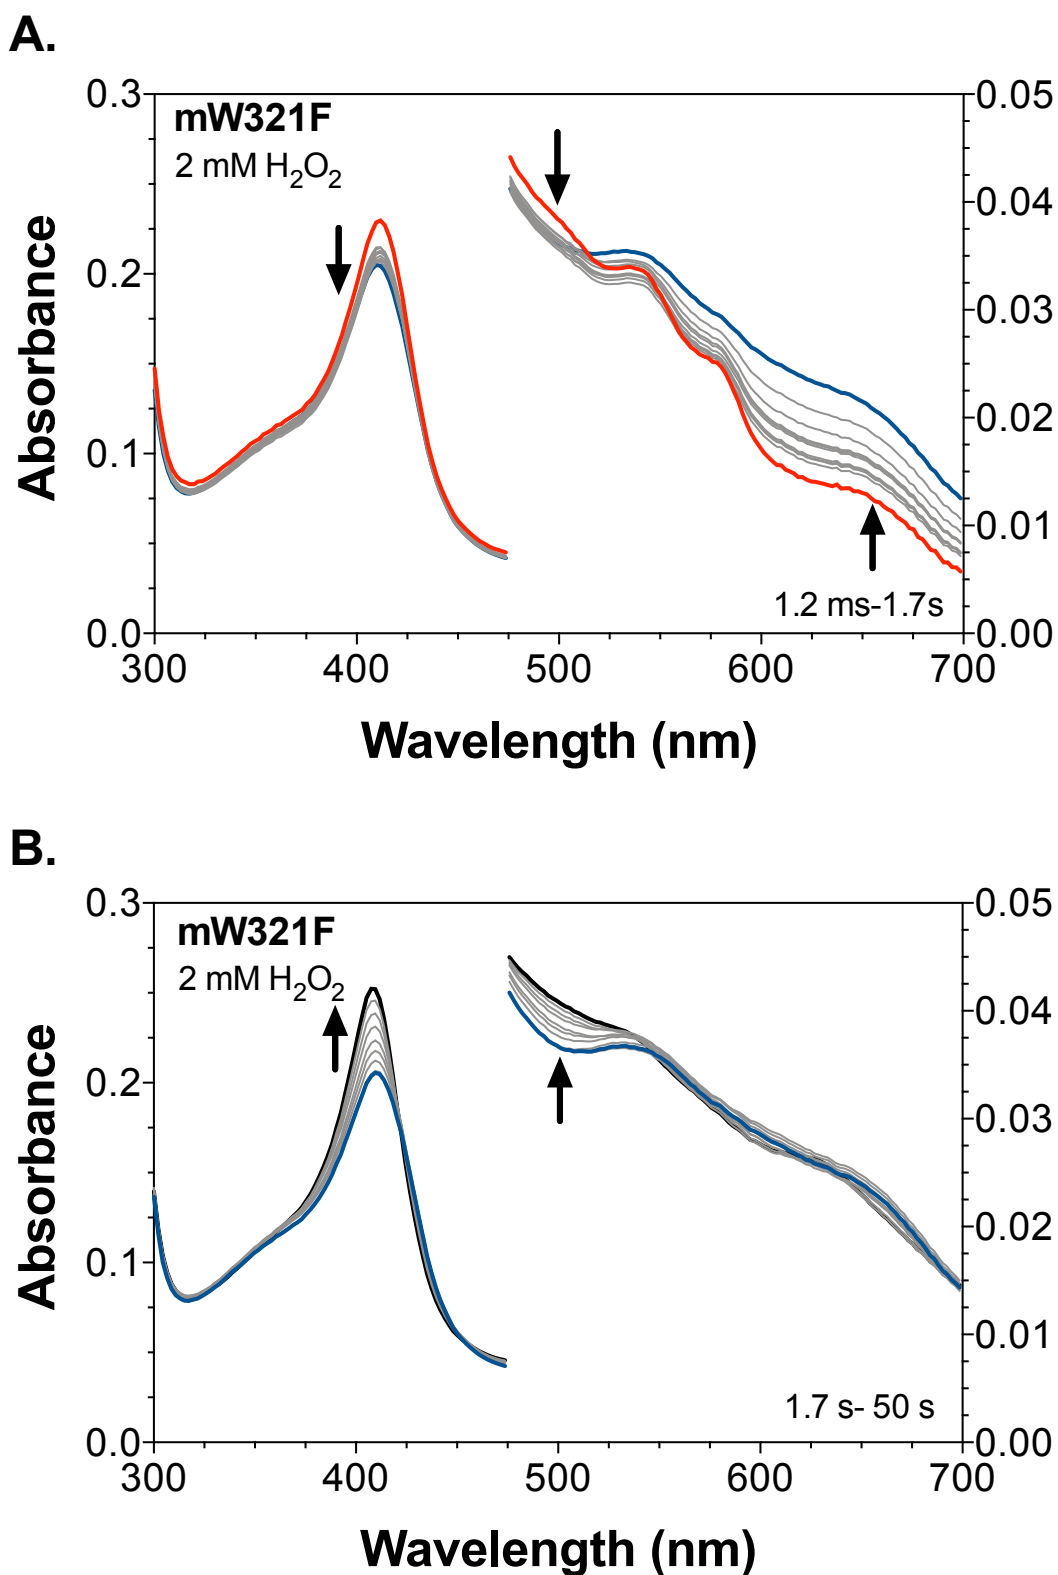 A.
mW321F
2 mM H₂O₂
0.3
0.2
0.1
0.0
Absorbance
0.05
0.04
0.03
0.02
0.01
0.00
1.2 ms-1.7s
300 400 500 600 700
Wavelength (nm)
B.
mW321F
2 mM H₂O₂
0.3
0.2
0.1
0.0
Absorbance
0.05
0.04
0.03
0.02
0.01
0.00
1.7 s- 50 s
300 400 500 600 700
Wavelength (nm)